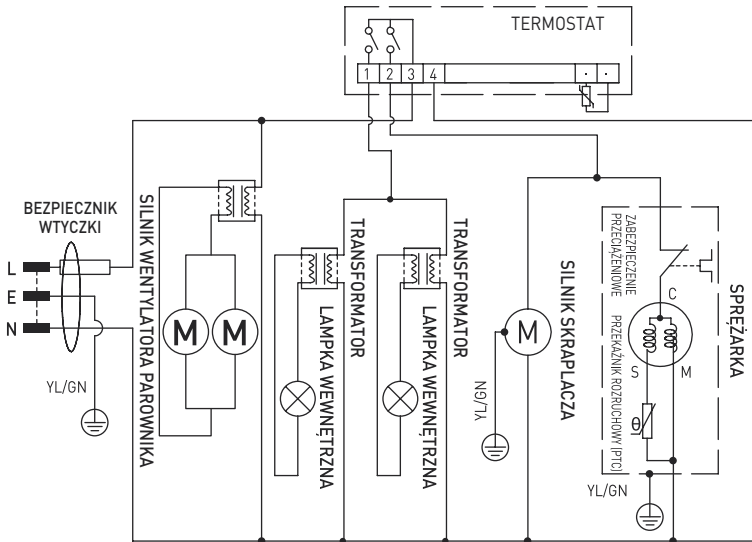 TERMOSTAT
1 2 3 4
BEZPIECZNIK
WTYCZKI
L
E
N
YL/GN
SILNIK WENTYLATORA PAROWNIKA
M M
TRANSFORMATOR
LAMPKA WEWNĘTRZNA
TRANSFORMATOR
LAMPKA WEWNĘTRZNA
M
YL/GN
SILNIK SKRAPLACZA
ZABEZPIECZENIE
PRZECIĄŻENIOWE
C
S M
PRZEKAŹNIK ROZRUCHOWY (PTC)
θ
YL/GN
SPRĘŻARKA